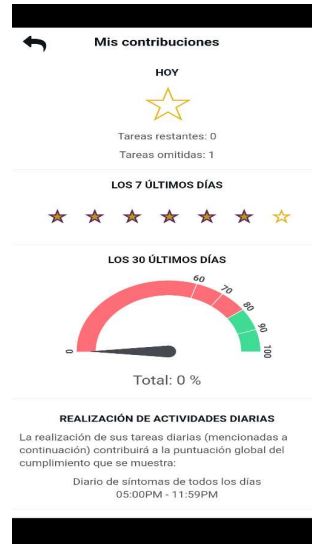 Mis contribuciones
HOY
Tareas restantes: 0
Tareas omitidas: 1
LOS 7 ÚLTIMOS DÍAS
LOS 30 ÚLTIMOS DÍAS
60
70
80
90
0
100
Total: 0 %
REALIZACIÓN DE ACTIVIDADES DIARIAS
La realización de sus tareas diarias (mencionadas a
continuación) contribuirá a la puntuación global del
cumplimiento que se muestra:
Diario de síntomas de todos los días
05:00PM - 11:59PM